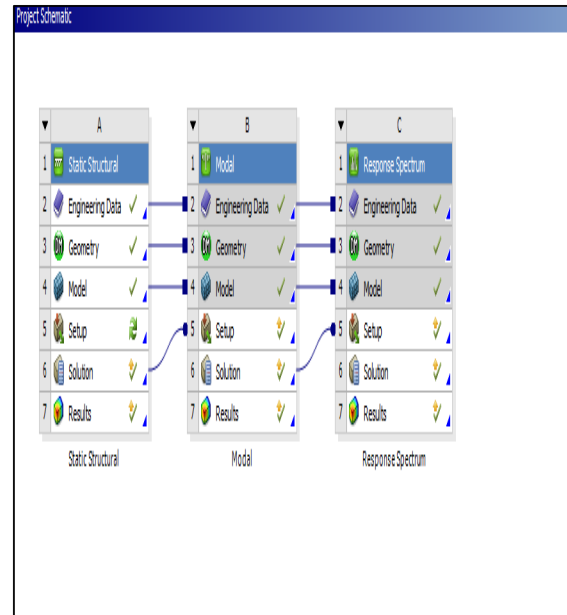 Project Schematic
A
1 Static Structural
2 Engineering Data
3 Geometry
4 Model
5 Setup
6 Solution
7 Results
Static Structural
B
1 Modal
2 Engineering Data
3 Geometry
4 Model
5 Setup
6 Solution
7 Results
Modal
C
1 Response Spectrum
2 Engineering Data
3 Geometry
4 Model
5 Setup
6 Solution
7 Results
Response Spectrum